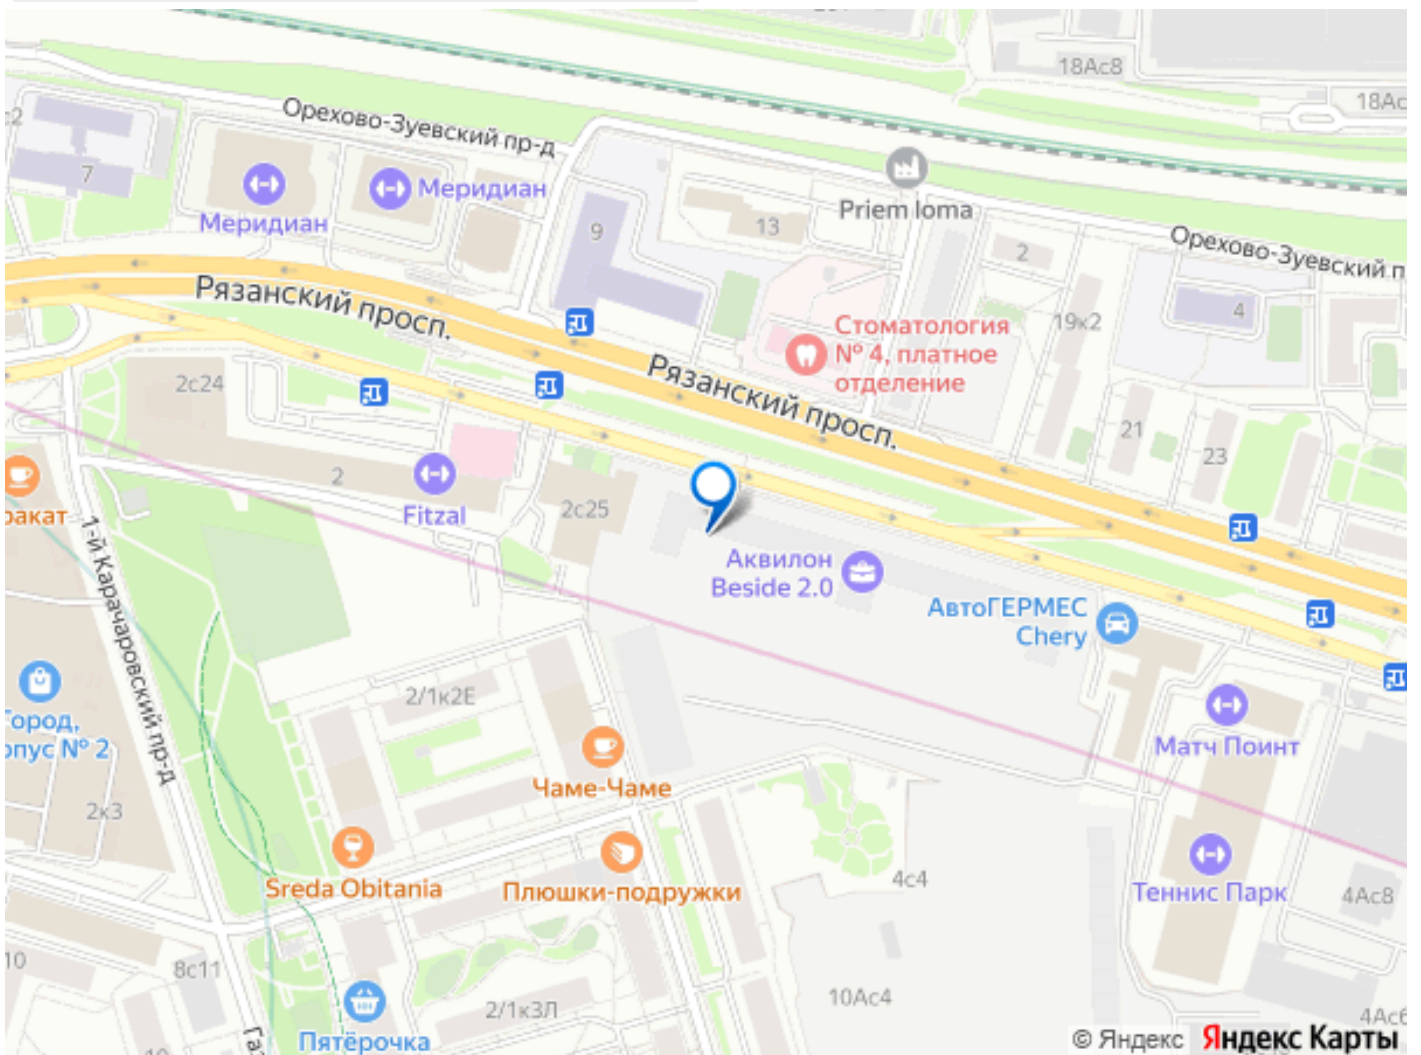 18Ас8
18Ас
Орехово-Зуевский пр-д
с2
7
Меридиан
Меридиан
9
13
Priem loma
2
Орехово-Зуевский п
4
19к2
Рязанский просп.
Стоматология
№ 4, платное
отделение
Рязанский просп.
2с24
21
23
2
Fitzal
2с25
ракат
1-й Карачаровский пр-д
Аквилон
Beside 2.0
АвтоГЕРМЕС
Chery
2/1к2Е
Город,
рпус № 2
Чаме-Чаме
Матч Поинт
2к3
Sreda Obitania
Плюшки-подружки
4с4
Теннис Парк
4Ас8
10
8с11
10Ас4
2/1к3Л
4Ас6
Пятёрочка
Газ
10
© Яндекс Яндекс Карты